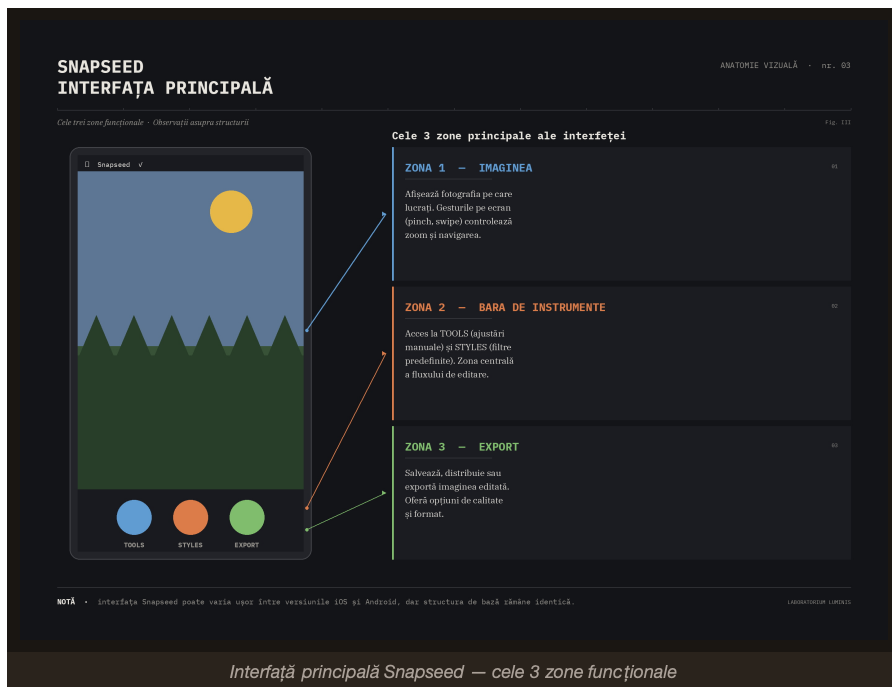 SNAPSEED
INTERFAȚA PRINCIPALĂ
ANATOMIE VIZUALĂ · nr. 03
Cele trei zone funcționale · Observații asupra structurii
Fig. III
Cele 3 zone principale ale interfeței
Snapseed √
ZONA 1 — IMAGINEA
01
Afișează fotografia pe care
lucrați. Gesturile pe ecran
(pinch, swipe) controlează
zoom și navigarea.
ZONA 2 — BARA DE INSTRUMENTE
02
Acces la TOOLS (ajustări
manuale) și STYLES (filtre
predefinite). Zona centrală
a fluxului de editare.
ZONA 3 — EXPORT
03
Salvează, distribuie sau
exportă imaginea editată.
Oferă opțiuni de calitate
și format.
TOOLS STYLES EXPORT
NOTĂ · interfața Snapseed poate varia ușor între versiunile iOS și Android, dar structura de bază rămâne identică.
LABORATORIUM LUMINIS
Interfață principală Snapseed — cele 3 zone funcționale